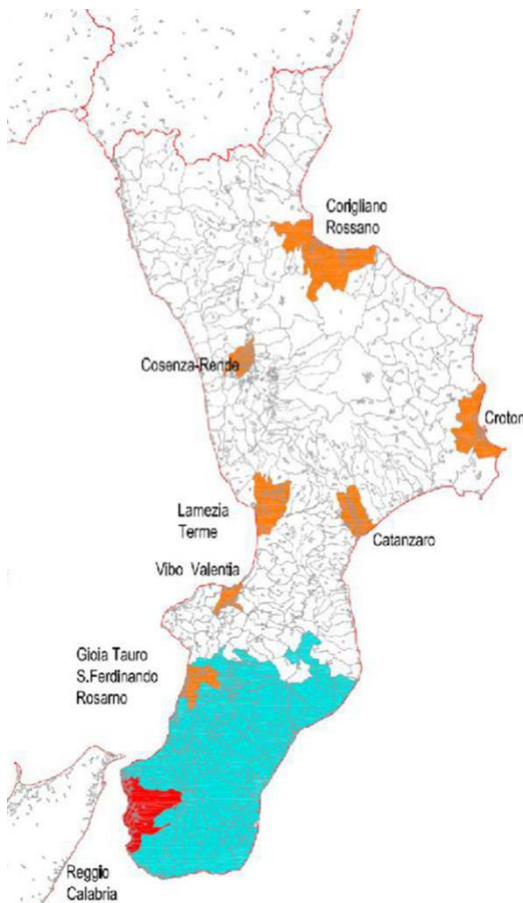 Corigliano
Rossano
Cosenza-Rende
Croton
Lamezia
Terme
Catanzaro
Vibo Valentia
Gioia Tauro
S.Ferdinando
Rosarno
Reggio
Calabria